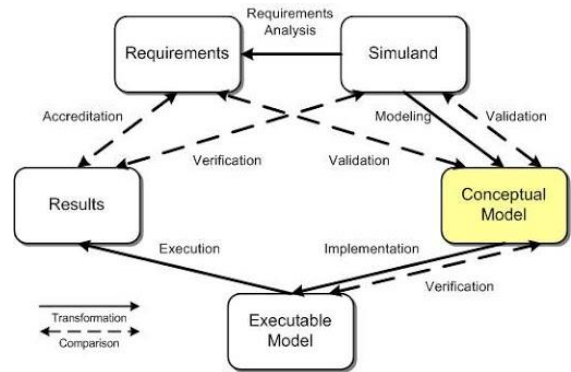 Requirements
Analysis
Requirements
Simuland
Accreditation
Modeling
Validation
Verification
Validation
Results
Conceptual
Model
Execution
Implementation
Verification
Transformation
Comparison
Executable
Model